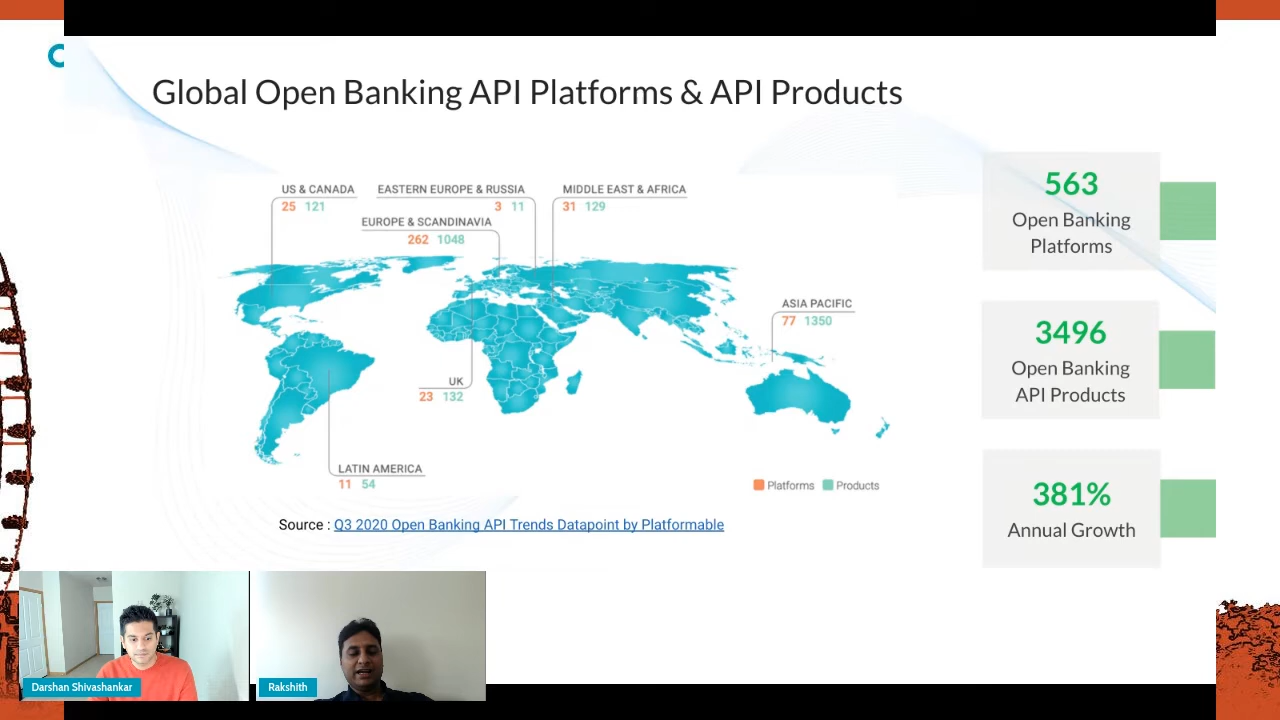 Global Open Banking API Platforms & API Products
US & CANADA
25 121
EASTERN EUROPE & RUSSIA
3 11
MIDDLE EAST & AFRICA
31 129
EUROPE & SCANDINAVIA
262 1048
ASIA PACIFIC
77 1350
UK
23 132
LATIN AMERICA
11 54
Platforms Products
Source : Q3 2020 Open Banking API Trends Datapoint by Platformable
563
Open Banking
Platforms
3496
Open Banking
API Products
381%
Annual Growth
Darshan Shivashankar
Rakshith